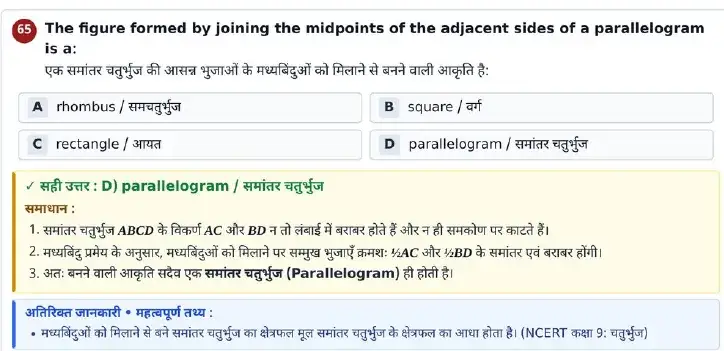 65 The figure formed by joining the midpoints of the adjacent sides of a parallelogram
is a:
एक समांतर चतुर्भुज की आसन्न भुजाओं के मध्यबिंदुओं को मिलाने से बनने वाली आकृति है:
A rhombus / समचतुर्भुज
B square / वर्ग
C rectangle / आयत
D parallelogram / समांतर चतुर्भुज
✓ सही उत्तर : D) parallelogram / समांतर चतुर्भुज
समाधान :
1. समांतर चतुर्भुज ABCD के विकर्ण AC और BD न तो लंबाई में बराबर होते हैं और न ही समकोण पर काटते हैं।
2. मध्यबिंदु प्रमेय के अनुसार, मध्यबिंदुओं को मिलाने पर सम्मुख भुजाएँ क्रमशः ½AC और ½BD के समांतर एवं बराबर होंगी।
3. अतः बनने वाली आकृति सदैव एक समांतर चतुर्भुज (Parallelogram) ही होती है।
अतिरिक्त जानकारी • महत्वपूर्ण तथ्य :
• मध्यबिंदुओं को मिलाने से बने समांतर चतुर्भुज का क्षेत्रफल मूल समांतर चतुर्भुज के क्षेत्रफल का आधा होता है। (NCERT कक्षा 9: चतुर्भुज)